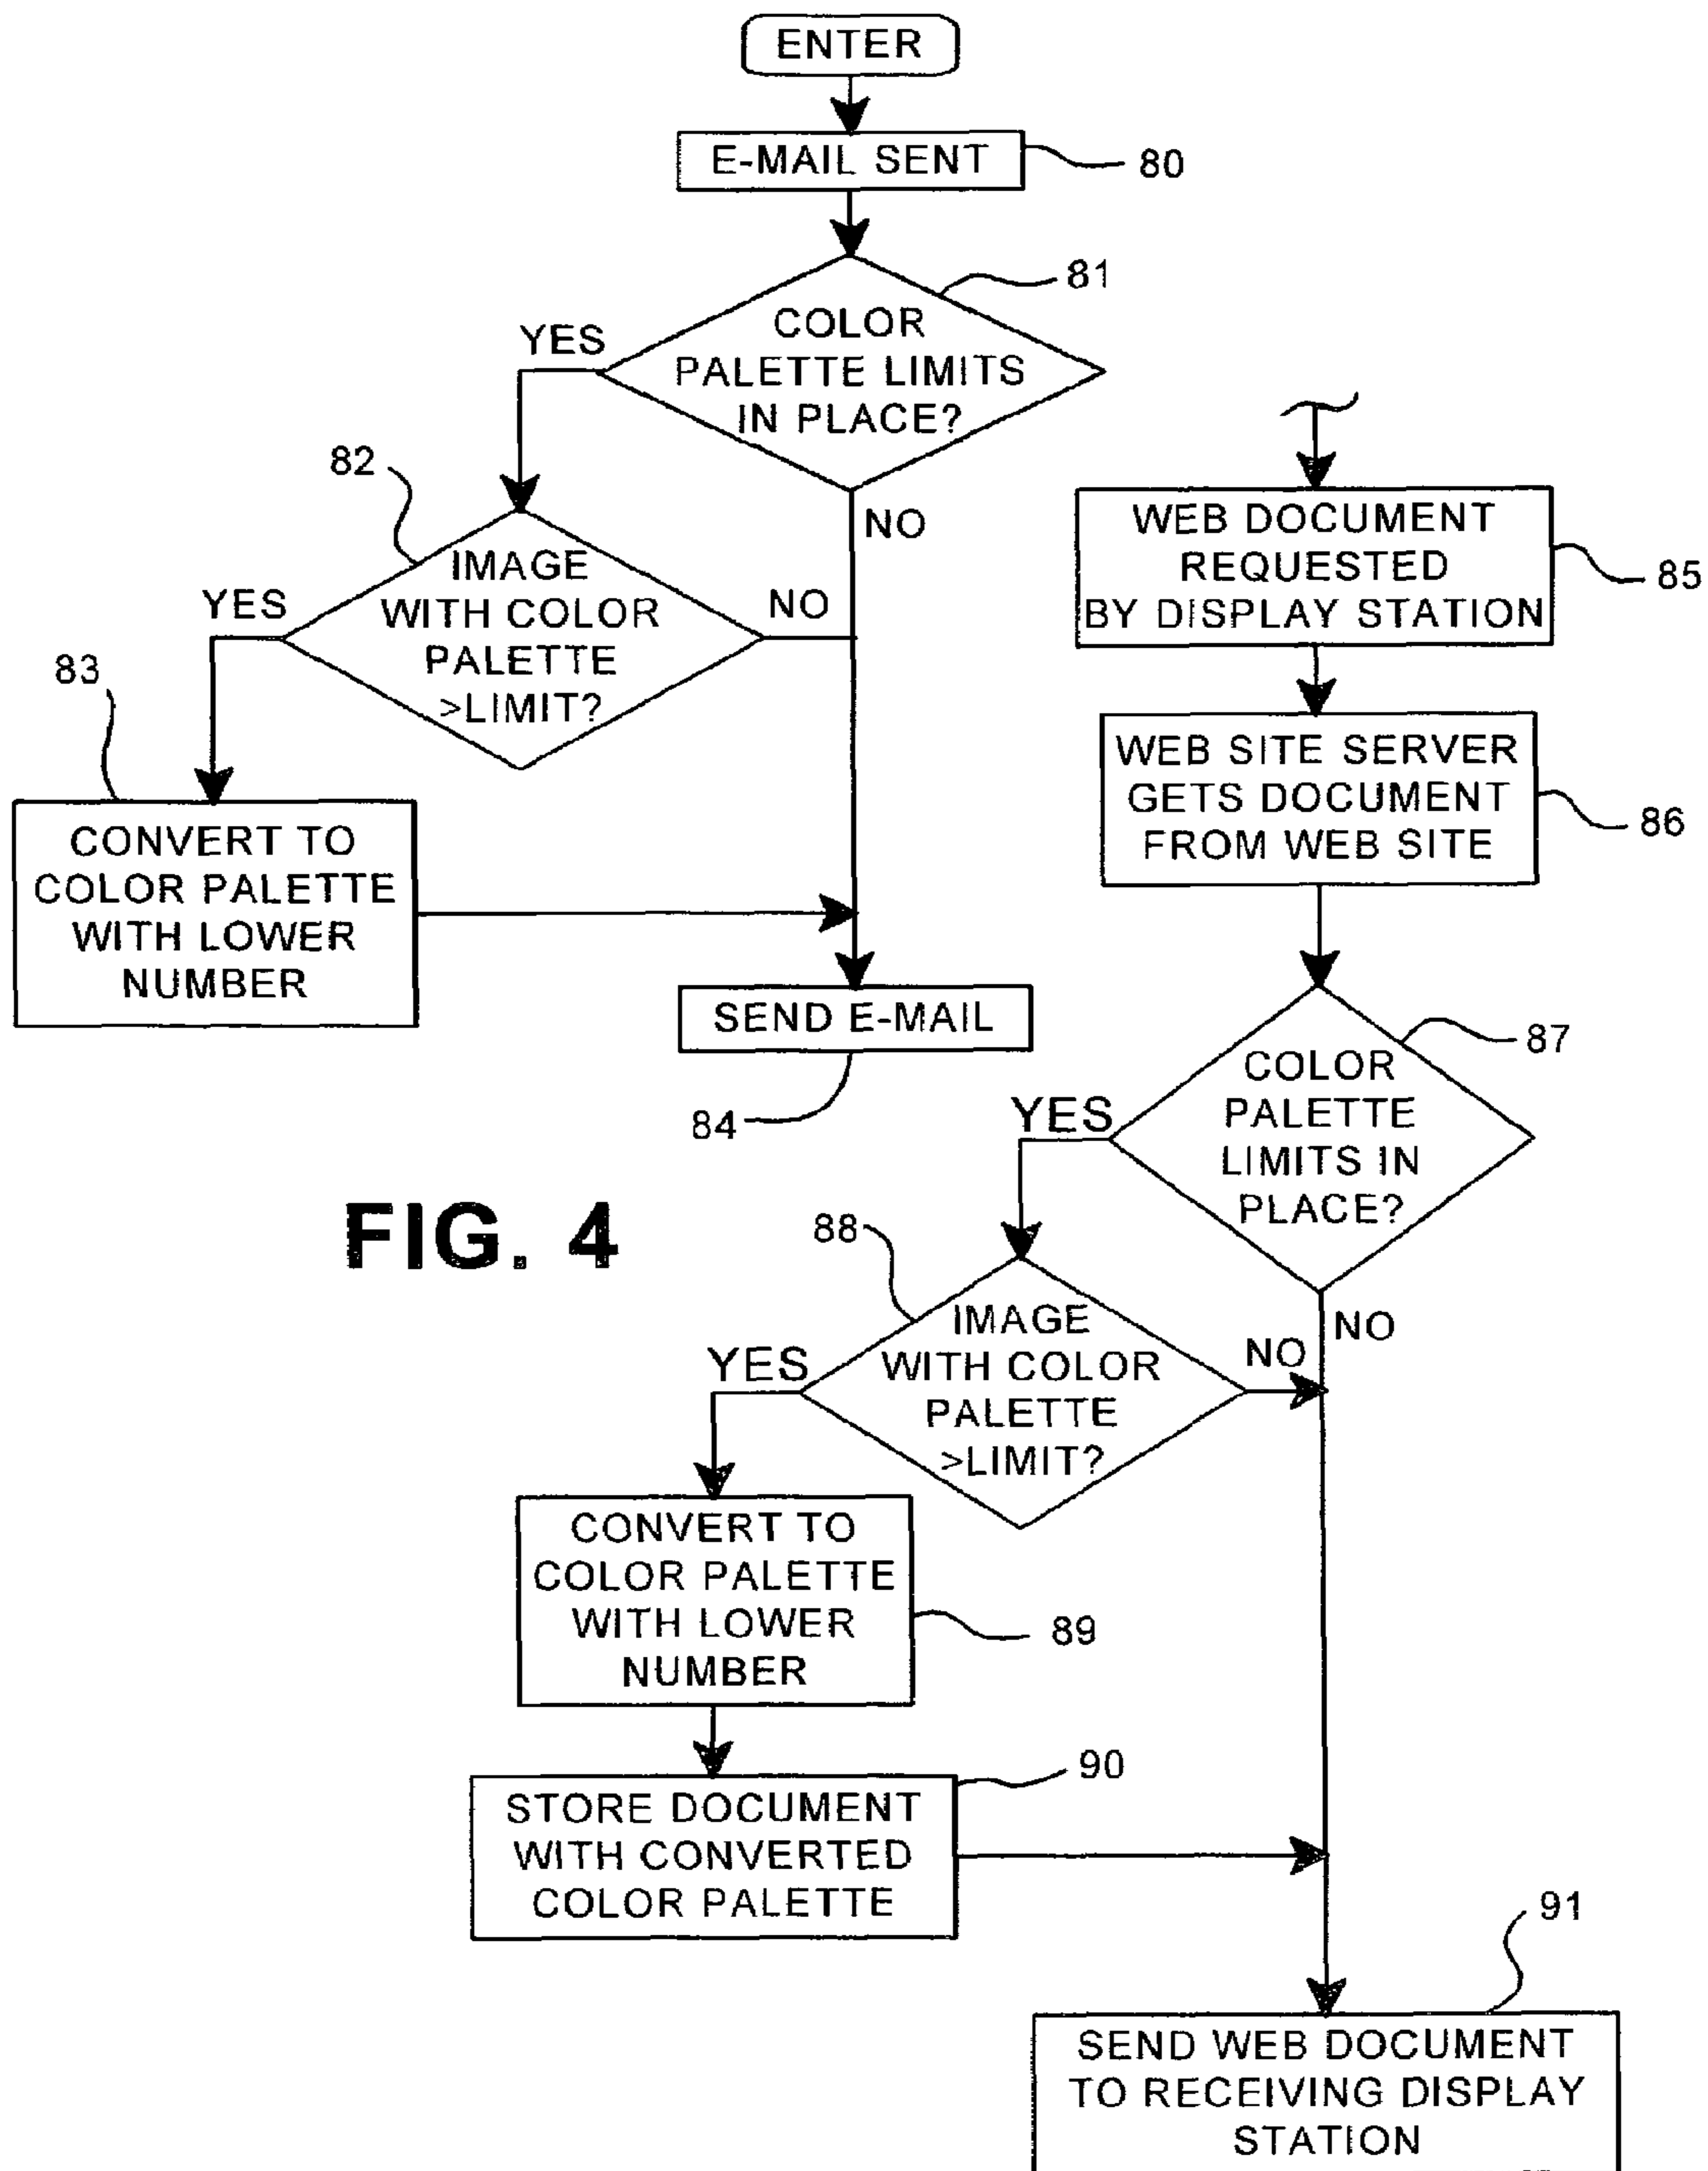 ENTER
E-MAIL SENT
80
81
COLOR
PALETTE LIMITS
IN PLACE?
YES
NO
82
IMAGE
WITH COLOR
PALETTE
>LIMIT?
YES
NO
83
CONVERT TO
COLOR PALETTE
WITH LOWER
NUMBER
SEND E-MAIL
84
WEB DOCUMENT
REQUESTED
BY DISPLAY STATION
85
WEB SITE SERVER
GETS DOCUMENT
FROM WEB SITE
86
87
COLOR
PALETTE
LIMITS IN
PLACE?
YES
NO
FIG. 4
88
IMAGE
WITH COLOR
PALETTE
>LIMIT?
YES
NO
CONVERT TO
COLOR PALETTE
WITH LOWER
NUMBER
89
90
STORE DOCUMENT
WITH CONVERTED
COLOR PALETTE
91
SEND WEB DOCUMENT
TO RECEIVING DISPLAY
STATION